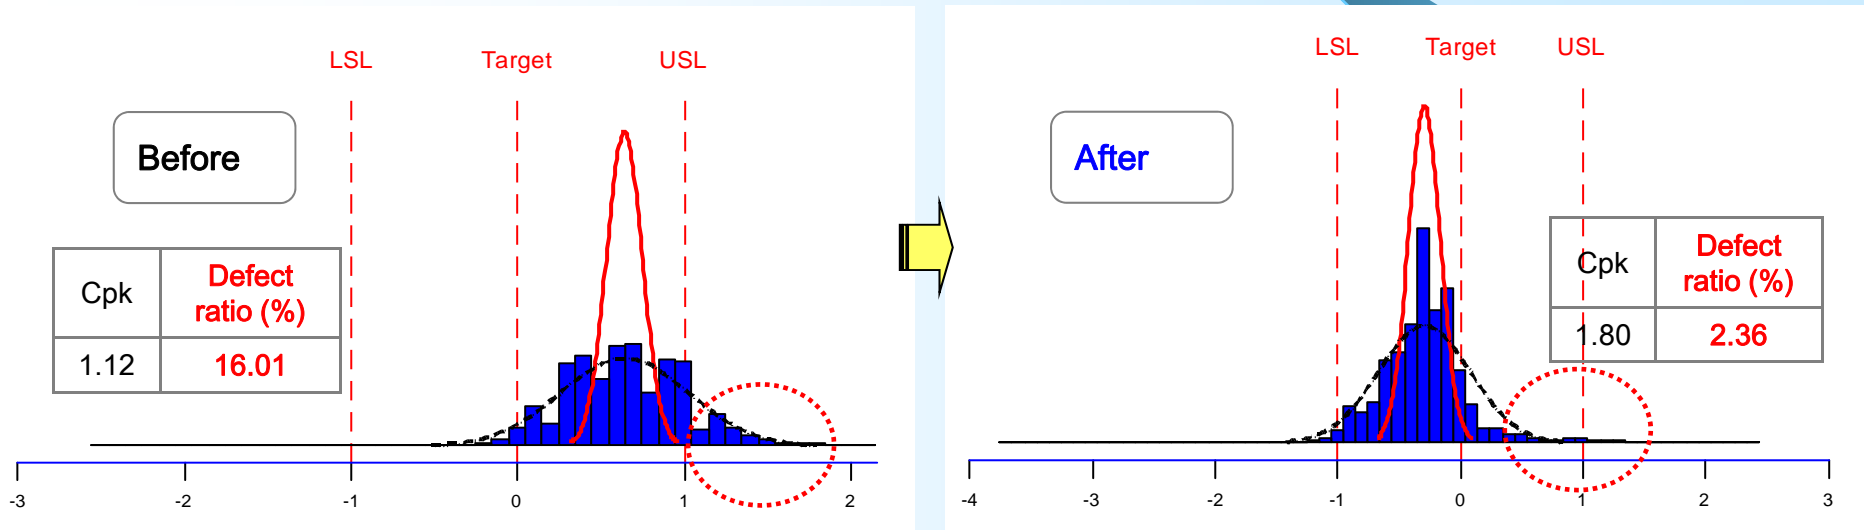 LSL Target USL
Before
Cpk Defect ratio (%)
1.12 16.01
-3 -2 -1 0 1 2
LSL Target USL
After
Cpk Defect ratio (%)
1.80 2.36
-4 -3 -2 -1 0 1 2 3